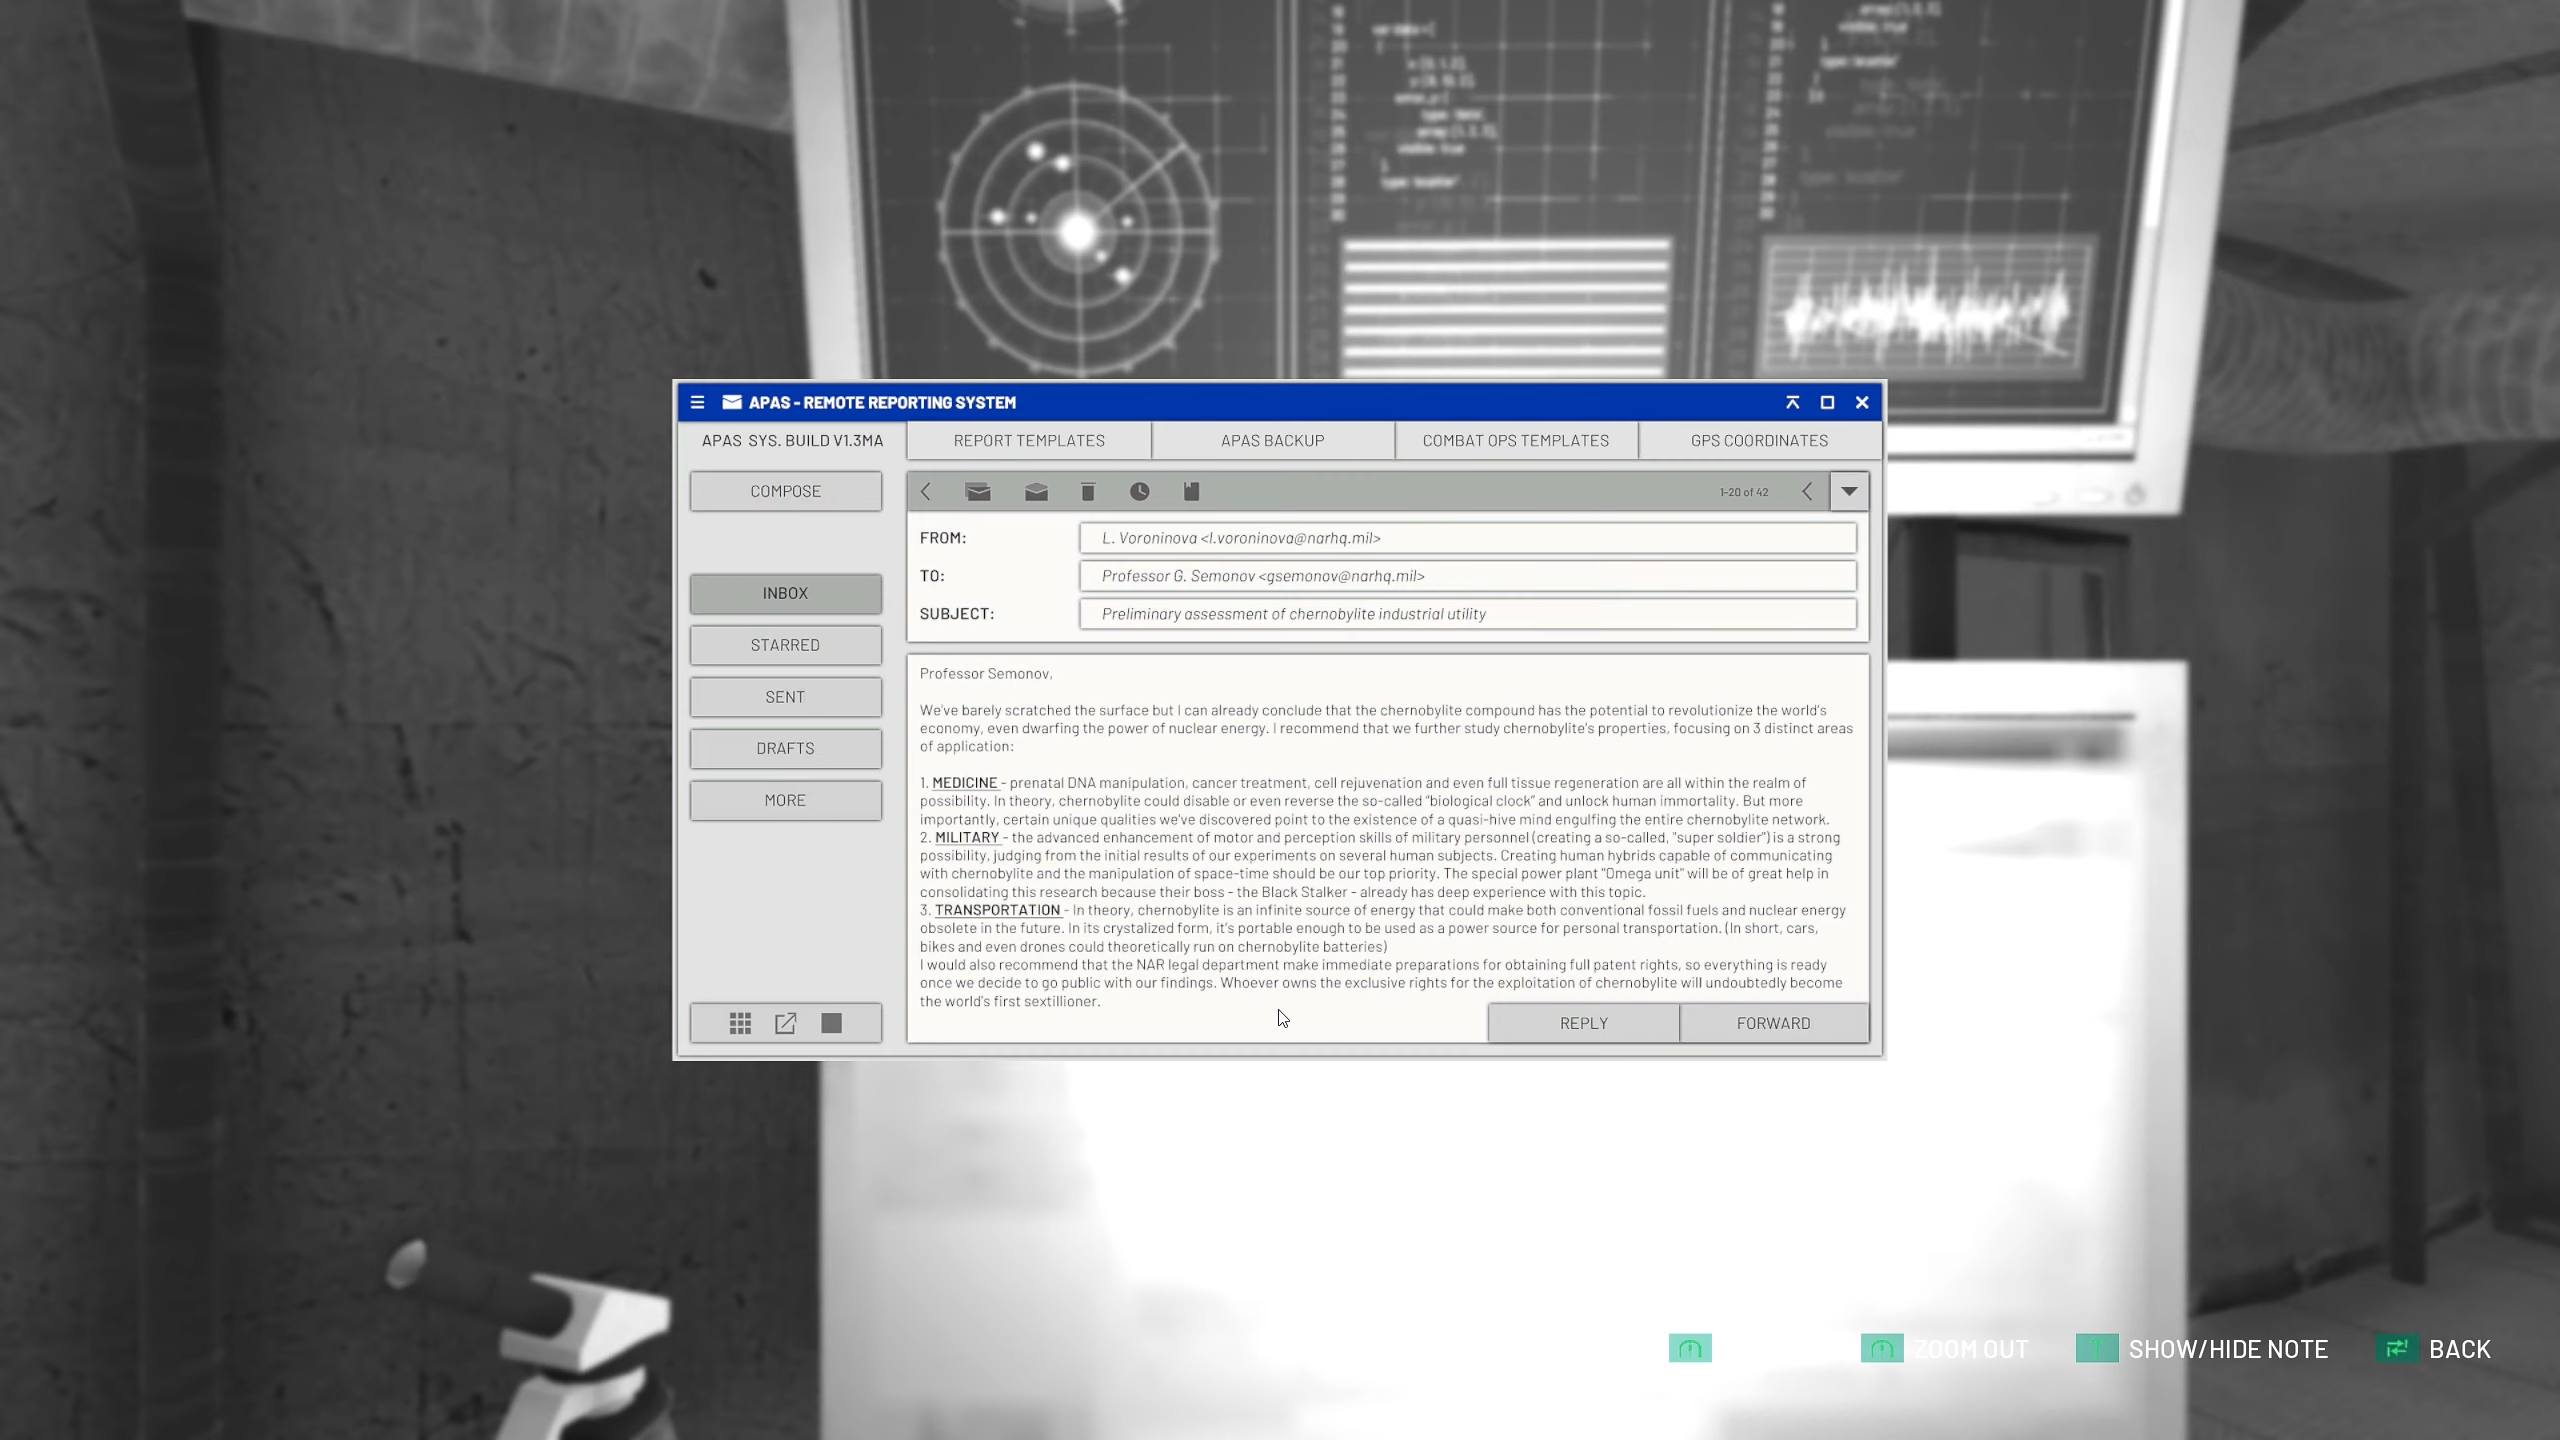 APAS - REMOTE REPORTING SYSTEM
APAS SYS. BUILD V1.3MA
REPORT TEMPLATES
APAS BACKUP
COMBAT OPS TEMPLATES
GPS COORDINATES
COMPOSE
1-20 of 42
FROM:
L. Voroninova <l.voroninova@narhq.mil>
TO:
Professor G. Semonov <gsemonov@narhq.mil>
SUBJECT:
Preliminary assessment of chernobylite industrial utility
INBOX
STARRED
SENT
DRAFTS
MORE
Professor Semonov,
We've barely scratched the surface but I can already conclude that the chernobylite compound has the potential to revolutionize the world's
economy, even dwarfing the power of nuclear energy. I recommend that we further study chernobylite's properties, focusing on 3 distinct areas
of application:
1. MEDICINE - prenatal DNA manipulation, cancer treatment, cell rejuvenation and even full tissue regeneration are all within the realm of
possibility. In theory, chernobylite could disable or even reverse the so-called "biological clock" and unlock human immortality. But more
importantly, certain unique qualities we've discovered point to the existence of a quasi-hive mind engulfing the entire chernobylite network.
2. MILITARY - the advanced enhancement of motor and perception skills of military personnel (creating a so-called, "super soldier") is a strong
possibility, judging from the initial results of our experiments on several human subjects. Creating human hybrids capable of communicating
with chernobylite and the manipulation of space-time should be our top priority. The special power plant "Omega unit" will be of great help in
consolidating this research because their boss - the Black Stalker - already has deep experience with this topic.
3. TRANSPORTATION - In theory, chernobylite is an infinite source of energy that could make both conventional fossil fuels and nuclear energy
obsolete in the future. In its crystalized form, it's portable enough to be used as a power source for personal transportation. (In short, cars,
bikes and even drones could theoretically run on chernobylite batteries)
I would also recommend that the NAR legal department make immediate preparations for obtaining full patent rights, so everything is ready
once we decide to go public with our findings. Whoever owns the exclusive rights for the exploitation of chernobylite will undoubtedly become
the world's first sextillioner.
REPLY
FORWARD
ZOOM OUT
SHOW/HIDE NOTE
BACK